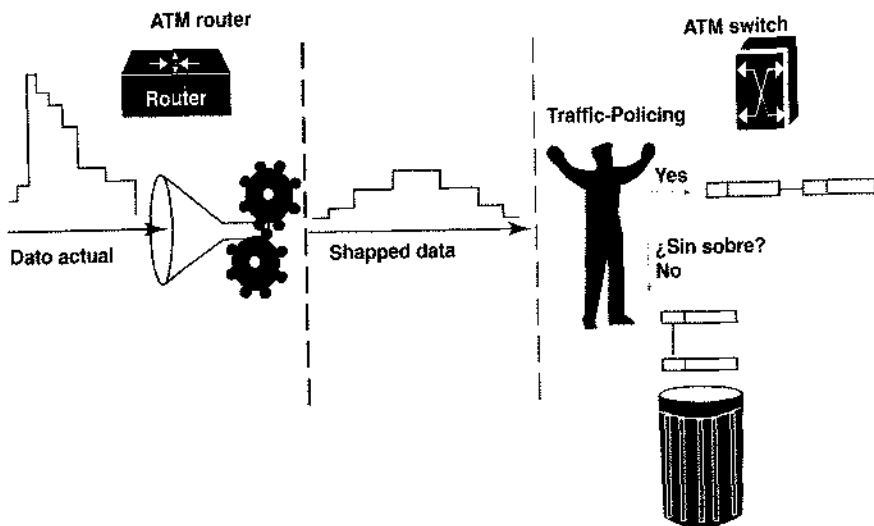 ATM router
Router
Dato actual
Shapped data
ATM switch
Traffic-Policing
Yes
¿Sin sobre?
No